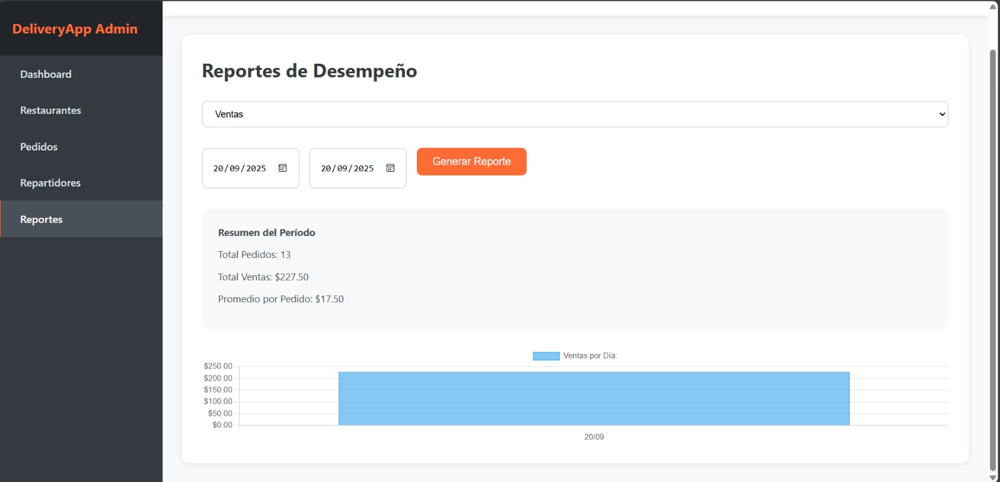 DeliveryApp Admin
Dashboard
Restaurantes
Pedidos
Repartidores
Reportes
Reportes de Desempeño
Ventas
20/09/2025
20/09/2025
Generar Reporte
Resumen del Período
Total Pedidos: 13
Total Ventas: $227.50
Promedio por Pedido: $17.50
Ventas por Día:
$250.00
$200.00
$150.00
$100.00
$50.00
$0.00
20/09